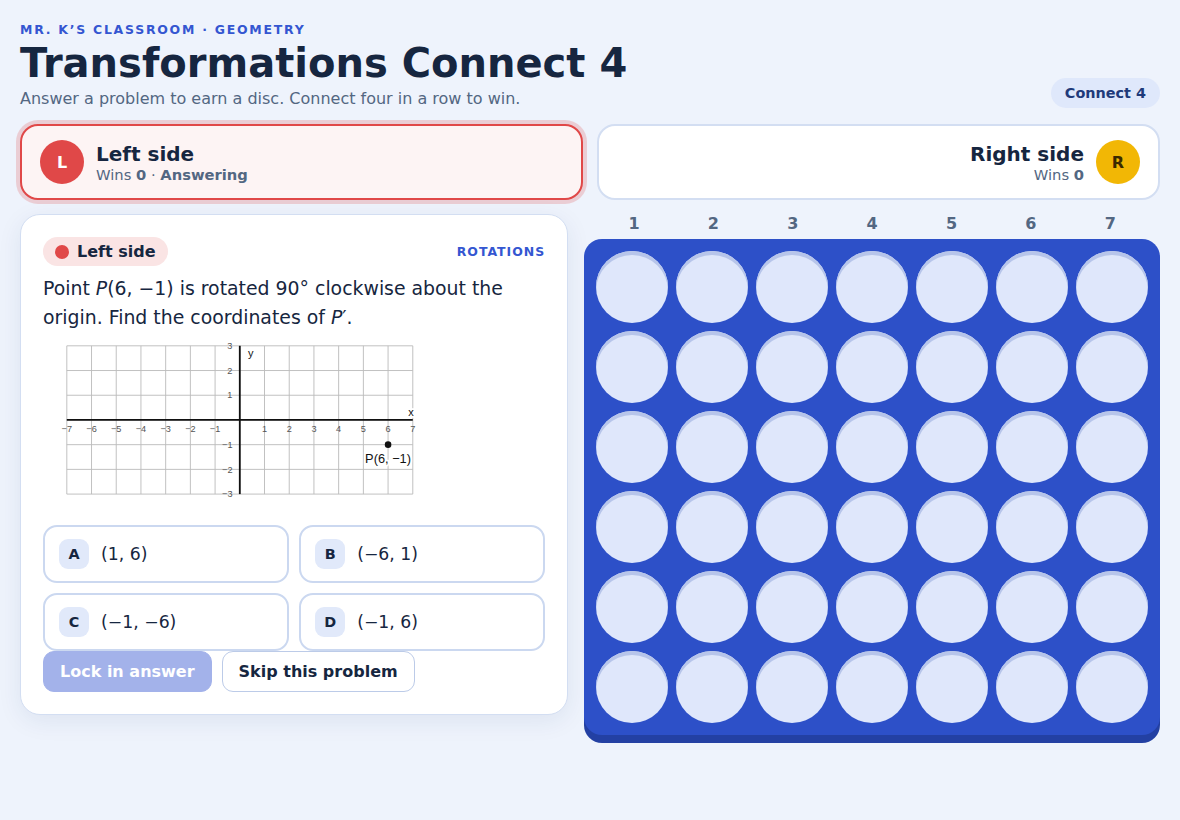 MR. K’S CLASSROOM · GEOMETRY
Transformations Connect 4
Answer a problem to earn a disc. Connect four in a row to win.
Connect 4
L
Left side
Wins 0 · Answering
Right side
Wins 0
R
Left side
ROTATIONS
Point P(6, −1) is rotated 90° clockwise about the
origin. Find the coordinates of P′.
3
y
2
1
x
−7 −6 −5 −4 −3 −2 −1 1 2 3 4 5 6 7
−1
P(6, −1)
−2
−3
A (1, 6)
B (−6, 1)
C (−1, −6)
D (−1, 6)
Lock in answer
Skip this problem
1 2 3 4 5 6 7